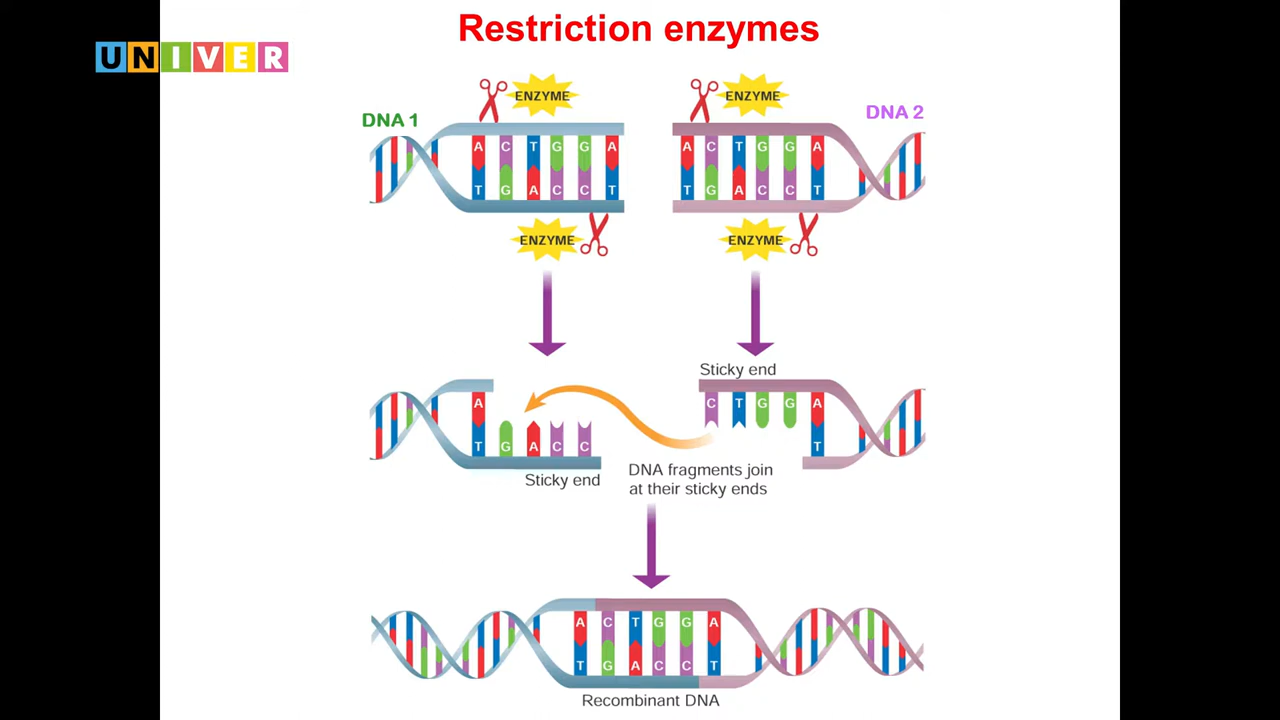 Restriction enzymes
UNIVER
ENZYME
ENZYME
DNA 1
DNA 2
A C T G G A
A C T G G A
T G A C C T
T G A C C T
ENZYME
ENZYME
Sticky end
A
C T G G A
T G A C C
T
Sticky end
DNA fragments join
at their sticky ends
A C T G G A
T G A C C T
Recombinant DNA